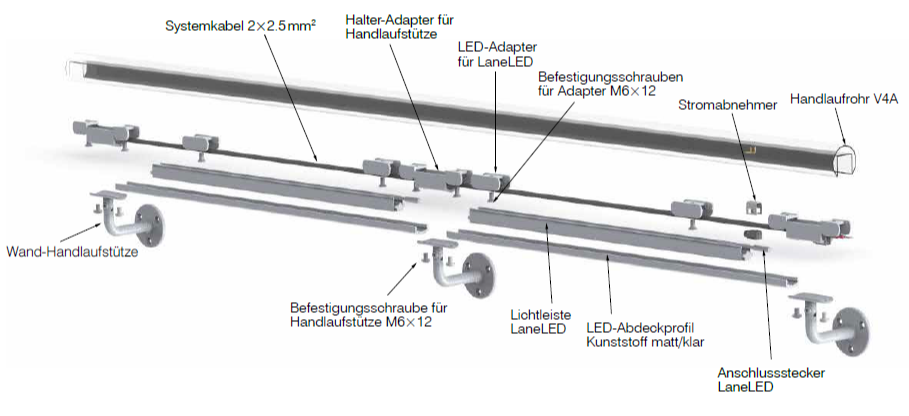 Systemkabel 2×2.5 mm²
Halter-Adapter für
Handlaufstütze
LED-Adapter
für LaneLED
Befestigungsschrauben
für Adapter M6×12
Stromabnehmer
Handlaufrohr V4A
Wand-Handlaufstütze
Befestigungsschraube für
Handlaufstütze M6×12
Lichtleiste
LaneLED
LED-Abdeckprofil
Kunststoff matt/klar
Anschlussstecker
LaneLED